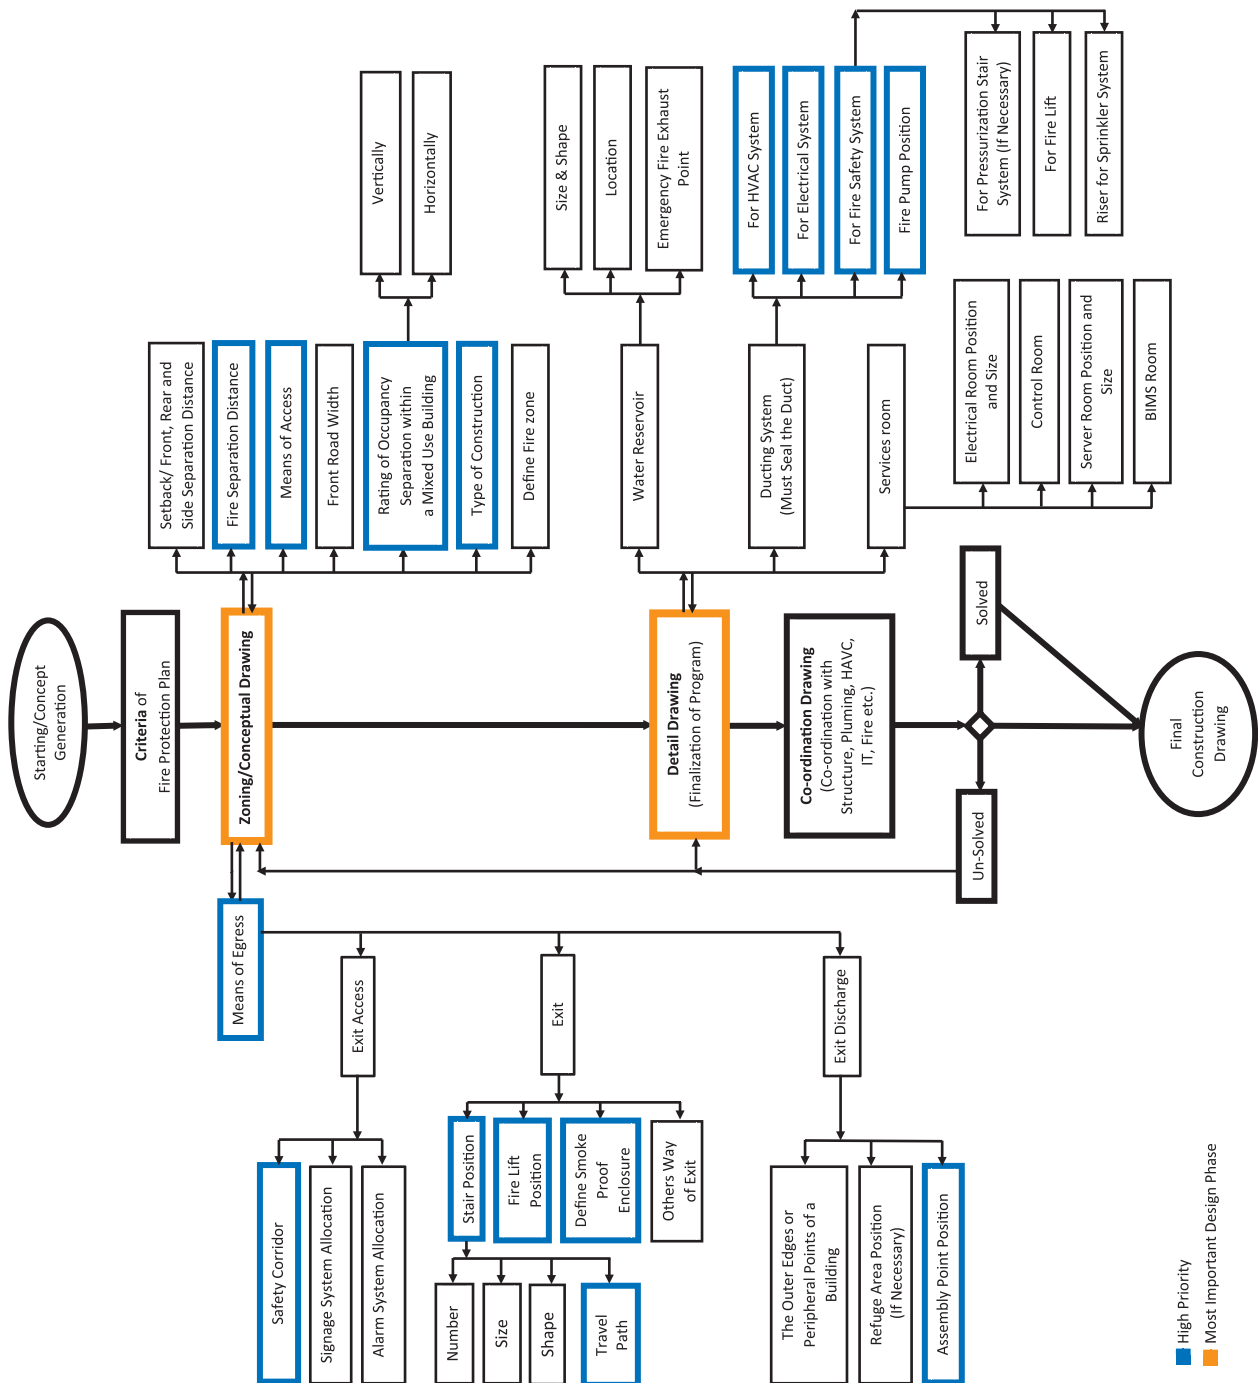 Starting/Concept
Generation
Criteria of
Fire Protection Plan
Zoning/Conceptual Drawing
Detail Drawing
(Finalization of Program)
Co-ordination Drawing
(Co-ordination with
Structure, Pluming, HAVC,
IT, Fire etc.)
Solved
Un-Solved
Final
Construction
Drawing
Setback/ Front, Rear and
Side Separation Distance
Fire Separation Distance
Means of Access
Front Road Width
Rating of Occupancy
Separation within
a Mixed Use Building
Type of Construction
Define Fire zone
Vertically
Horizontally
Water Reservoir
Size & Shape
Location
Emergency Fire Exhaust
Point
Ducting System
(Must Seal the Duct)
For HVAC System
For Electrical System
For Fire Safety System
Fire Pump Position
For Pressurization Stair
System (If Necessary)
For Fire Lift
Riser for Sprinkler System
Services room
Electrical Room Position
and Size
Control Room
Server Room Position and
Size
BIMS Room
Means of Egress
Exit Access
Safety Corridor
Signage System Allocation
Alarm System Allocation
Exit
Stair Position
Fire Lift
Position
Define Smoke
Proof
Enclosure
Others Way
of Exit
Number
Size
Shape
Travel
Path
Exit Discharge
The Outer Edges or
Peripheral Points of a
Building
Refuge Area Position
(If Necessary)
Assembly Point Position
High Priority
Most Important Design Phase